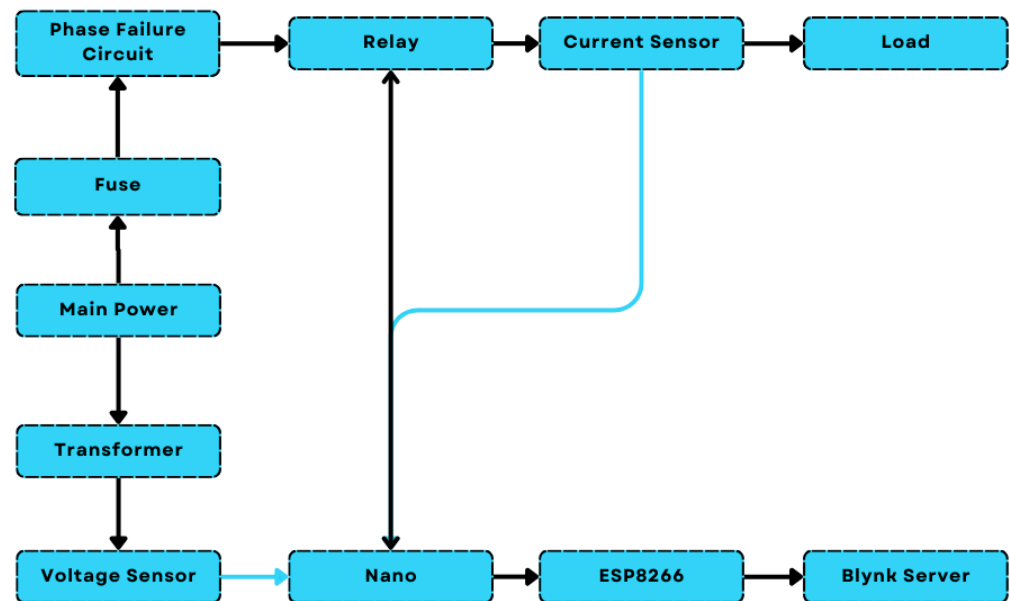 Phase Failure
Circuit
Relay
Current Sensor
Load
Fuse
Main Power
Transformer
Voltage Sensor
Nano
ESP8266
Blynk Server